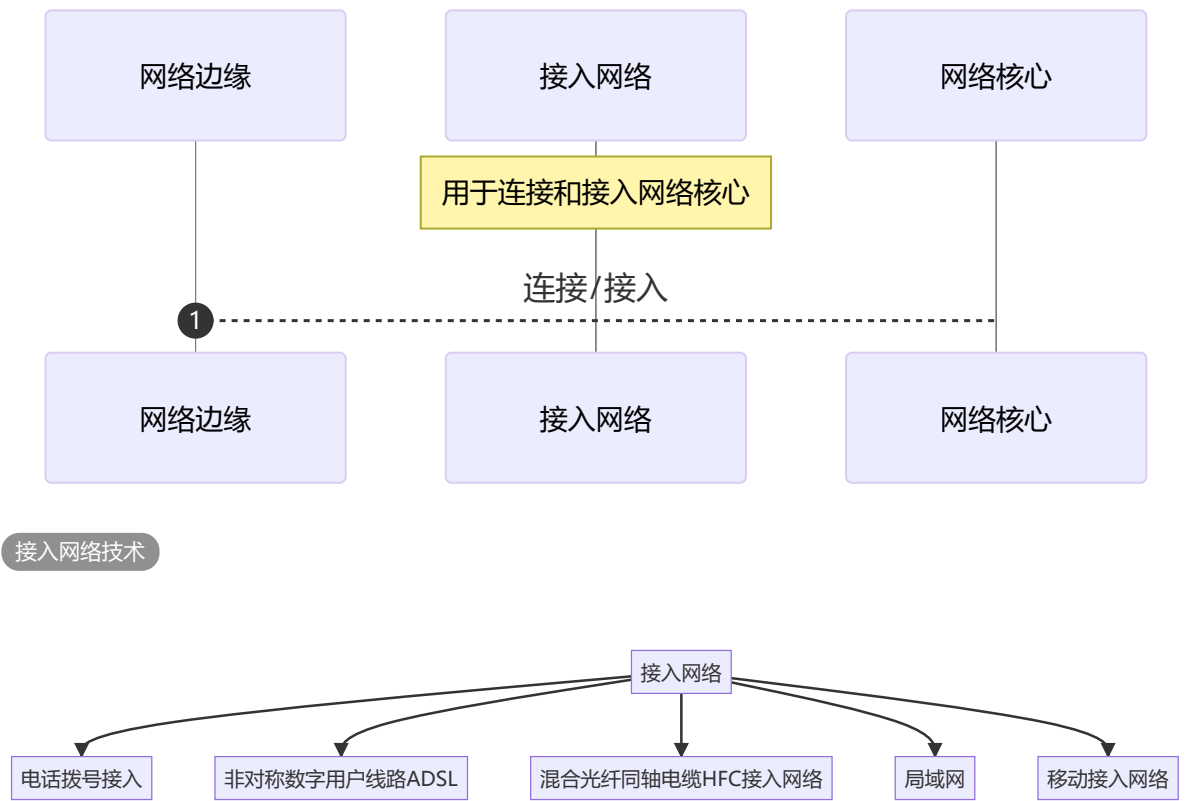 网络边缘
接入网络
网络核心
用于连接和接入网络核心
连接/接入
1
网络边缘
接入网络
网络核心
接入网络技术
接入网络
电话拨号接入
非对称数字用户线路ADSL
混合光纤同轴电缆HFC接入网络
局域网
移动接入网络